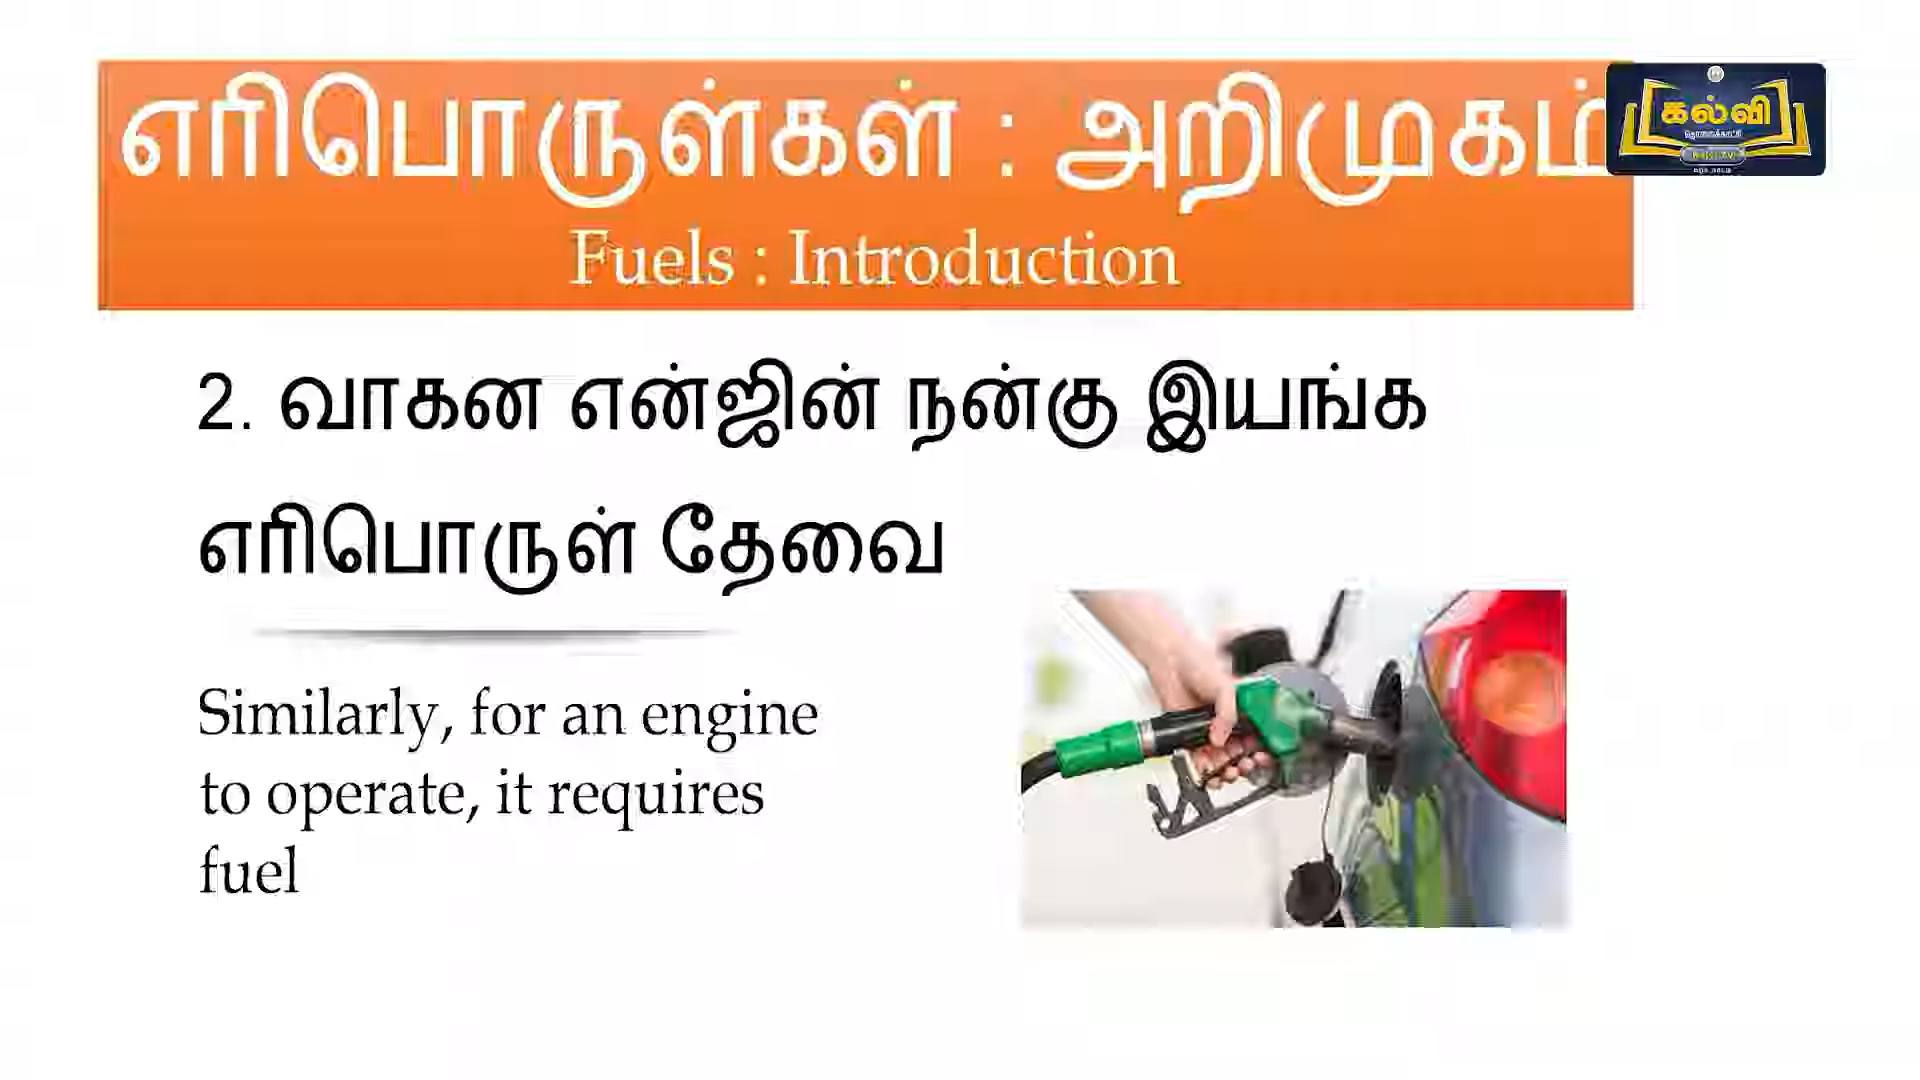 எரிபொருள்கள் : அறிமுகம்
கல்வி
Fuels : Introduction
2. வாகன என்ஜின் நன்கு இயங்க
எரிபொருள் தேவை
Similarly, for an engine
to operate, it requires
fuel